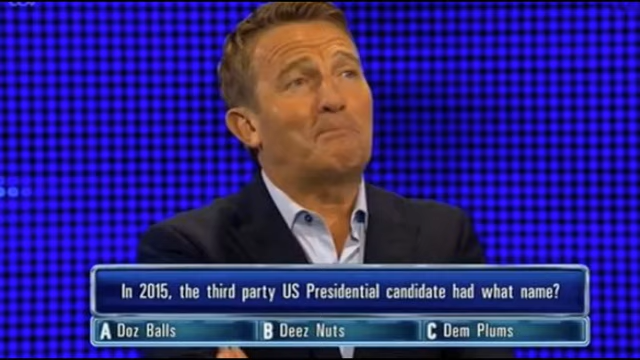 In 2015, the third party US Presidential candidate had what name?
A Doz Balls B Deez Nuts C Dem Plums